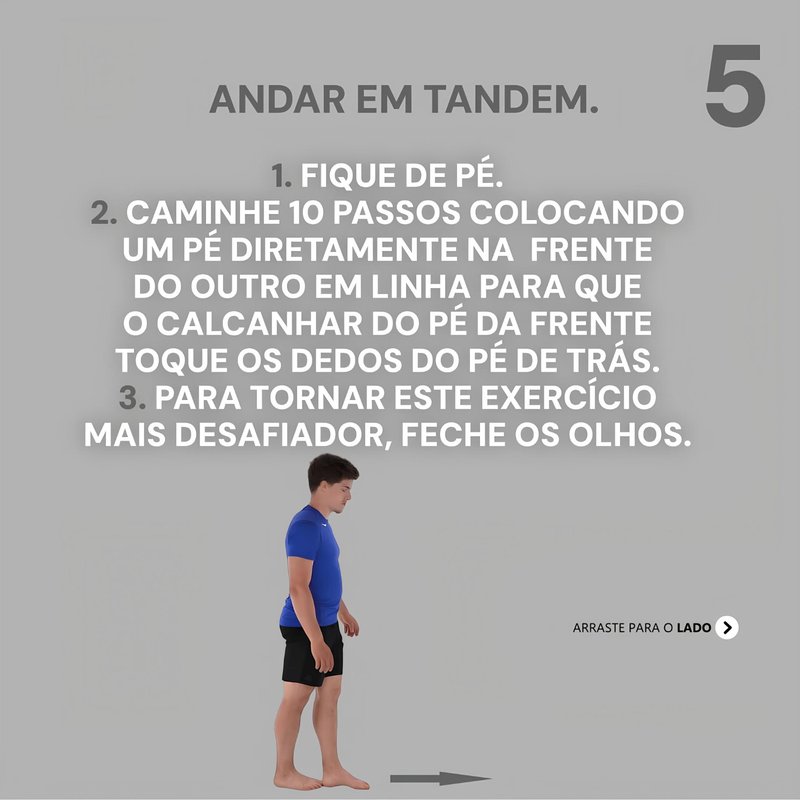 5
ANDAR EM TANDEM.
1. FIQUE DE PÉ.
2. CAMINHE 10 PASSOS COLOCANDO
UM PÉ DIRETAMENTE NA FRENTE
DO OUTRO EM LINHA PARA QUE
O CALCANHAR DO PÉ DA FRENTE
TOQUE OS DEDOS DO PÉ DE TRÁS.
3. PARA TORNAR ESTE EXERCÍCIO
MAIS DESAFIADOR, FECHE OS OLHOS.
ARRASTE PARA O LADO